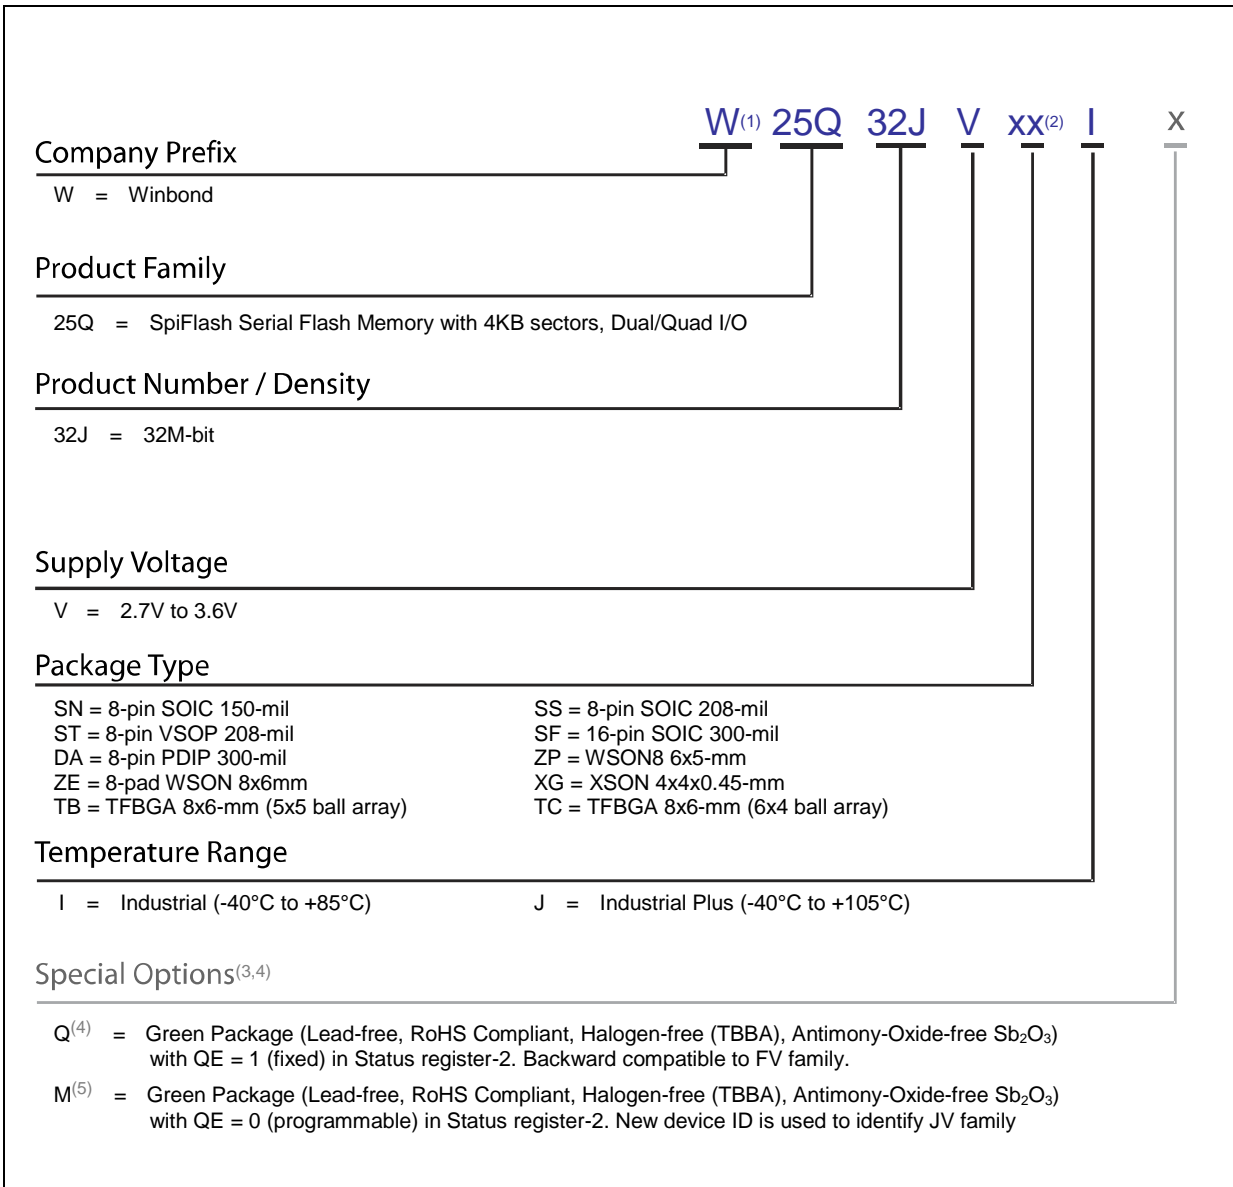 W(1) 25Q 32J V xx(2) I x
Company Prefix
W = Winbond
Product Family
25Q = SpiFlash Serial Flash Memory with 4KB sectors, Dual/Quad I/O
Product Number / Density
32J = 32M-bit
Supply Voltage
V = 2.7V to 3.6V
Package Type
SN = 8-pin SOIC 150-mil SS = 8-pin SOIC 208-mil
ST = 8-pin VSOP 208-mil SF = 16-pin SOIC 300-mil
DA = 8-pin PDIP 300-mil ZP = WSON8 6x5-mm
ZE = 8-pad WSON 8x6mm XG = XSON 4x4x0.45-mm
TB = TFBGA 8x6-mm (5x5 ball array) TC = TFBGA 8x6-mm (6x4 ball array)
Temperature Range
I = Industrial (-40°C to +85°C) J = Industrial Plus (-40°C to +105°C)
Special Options(3,4)
Q(4) = Green Package (Lead-free, RoHS Compliant, Halogen-free (TBBA), Antimony-Oxide-free Sb₂O₃)
with QE = 1 (fixed) in Status register-2. Backward compatible to FV family.
M(5) = Green Package (Lead-free, RoHS Compliant, Halogen-free (TBBA), Antimony-Oxide-free Sb₂O₃)
with QE = 0 (programmable) in Status register-2. New device ID is used to identify JV family